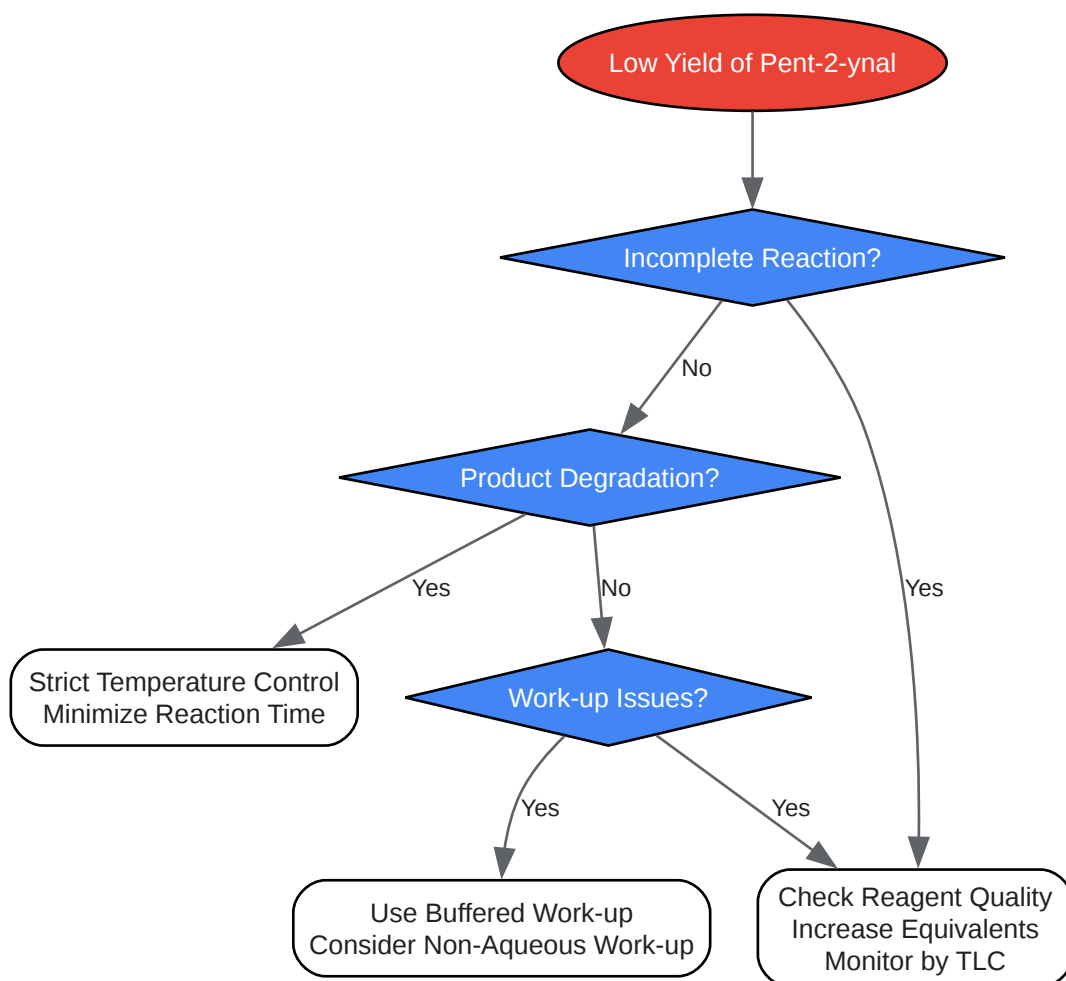 Low Yield of Pent-2-ynal
Incomplete Reaction?
No
Product Degradation?
Yes
No
Yes
Strict Temperature Control
Minimize Reaction Time
Work-up Issues?
Yes
Yes
Use Buffered Work-up
Consider Non-Aqueous Work-up
Check Reagent Quality
Increase Equivalents
Monitor by TLC